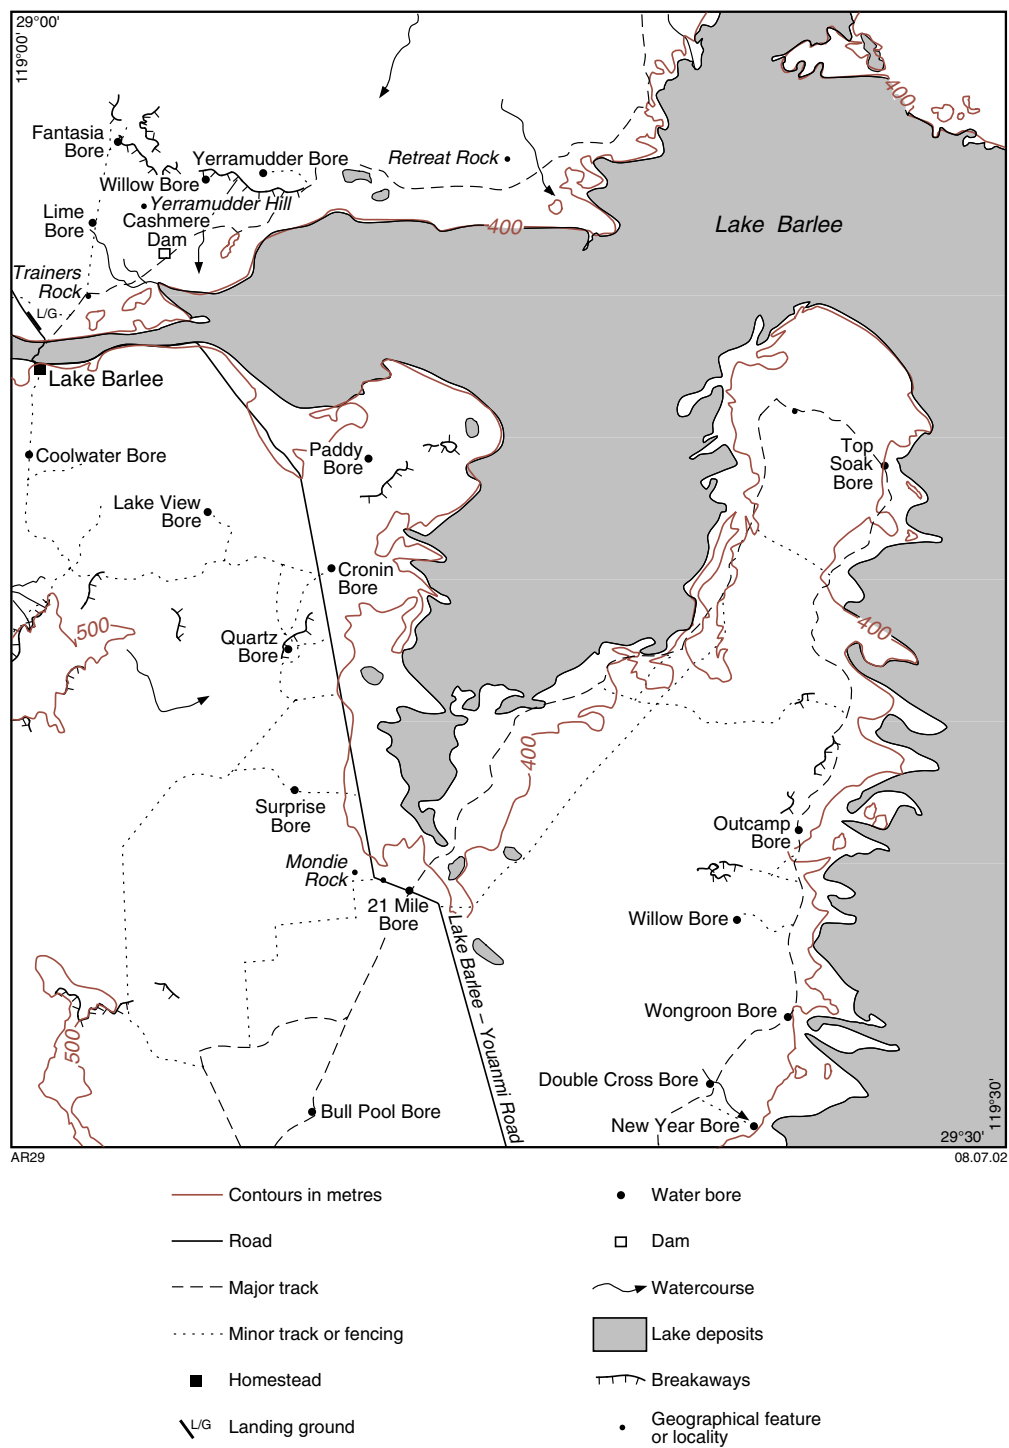 29°00'
119°00'
Fantasia
Bore
Yerramudder Bore
Retreat Rock
Willow Bore
Yerramudder Hill
Lime
Bore
Cashmere
Dam
400
400
Lake Barlee
Trainers
Rock
L/G
Lake Barlee
Paddy
Bore
Top
Soak
Bore
Coolwater Bore
Lake View
Bore
Cronin
Bore
500
Quartz
Bore
400
400
Surprise
Bore
Outcamp
Bore
Mondie
Rock
21 Mile
Bore
Willow Bore
Lake Barlee – Youanmi Road
Wongroon Bore
500
Double Cross Bore
Bull Pool Bore
New Year Bore
119°30'
29°30'
AR29
08.07.02
Contours in metres
Water bore
Road
Dam
Major track
Watercourse
Minor track or fencing
Lake deposits
Homestead
Breakaways
L/G
Landing ground
Geographical feature
or locality